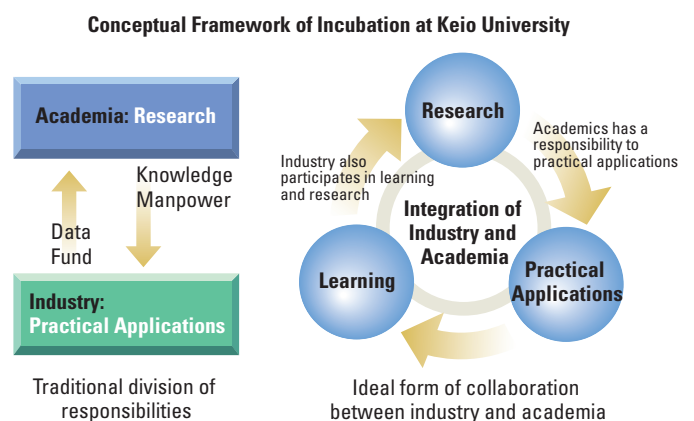 Conceptual Framework of Incubation at Keio University
Academia: Research
Knowledge
Manpower
Data
Fund
Industry:
Practical Applications
Traditional division of
responsibilities
Research
Academics has a
responsibility to
practical applications
Industry also
participates in learning
and research
Integration of
Industry and
Academia
Learning
Practical
Applications
Ideal form of collaboration
between industry and academia